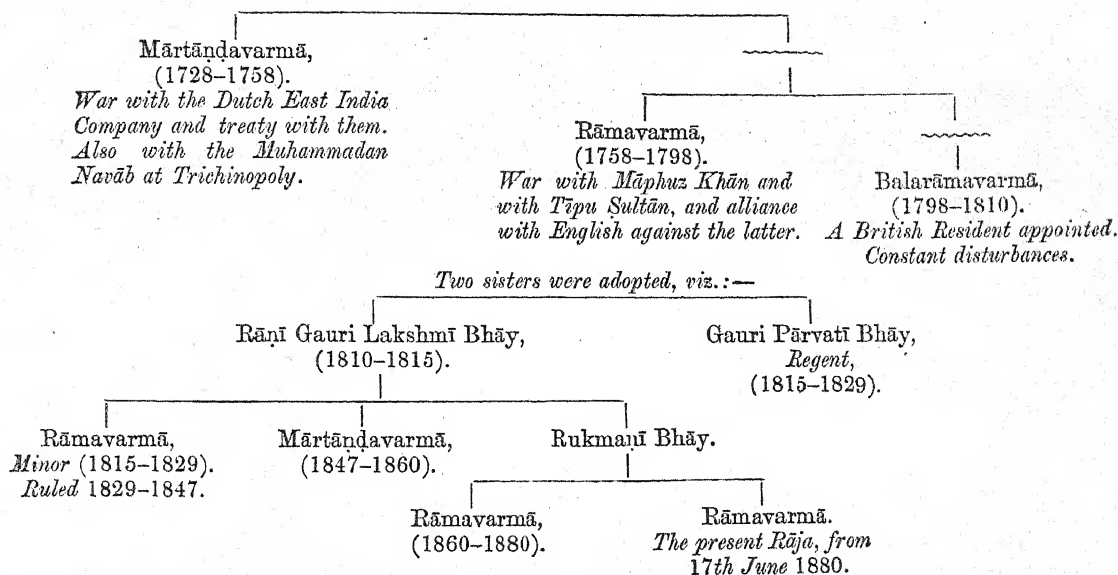 Mārtāṇḍavarmā,
(1728–1758).
War with the Dutch East India
Company and treaty with them.
Also with the Muhammadan
Navāb at Trichinopoly.
Rāmavarmā,
(1758–1798).
War with Māphuz Khān and
with Tīpu Sulṭān, and alliance
with English against the latter.
Balarāmavarmā,
(1798–1810).
A British Resident appointed.
Constant disturbances.
Two sisters were adopted, viz.:—
Rāṇī Gauri Lakshmī Bhāy,
(1810–1815).
Gauri Pārvatī Bhāy,
Regent,
(1815–1829).
Rāmavarmā,
Minor (1815–1829).
Ruled 1829–1847.
Mārtāṇḍavarmā,
(1847–1860).
Rukmaṇī Bhāy.
Rāmavarmā,
(1860–1880).
Rāmavarmā.
The present Rāja, from
17th June 1880.